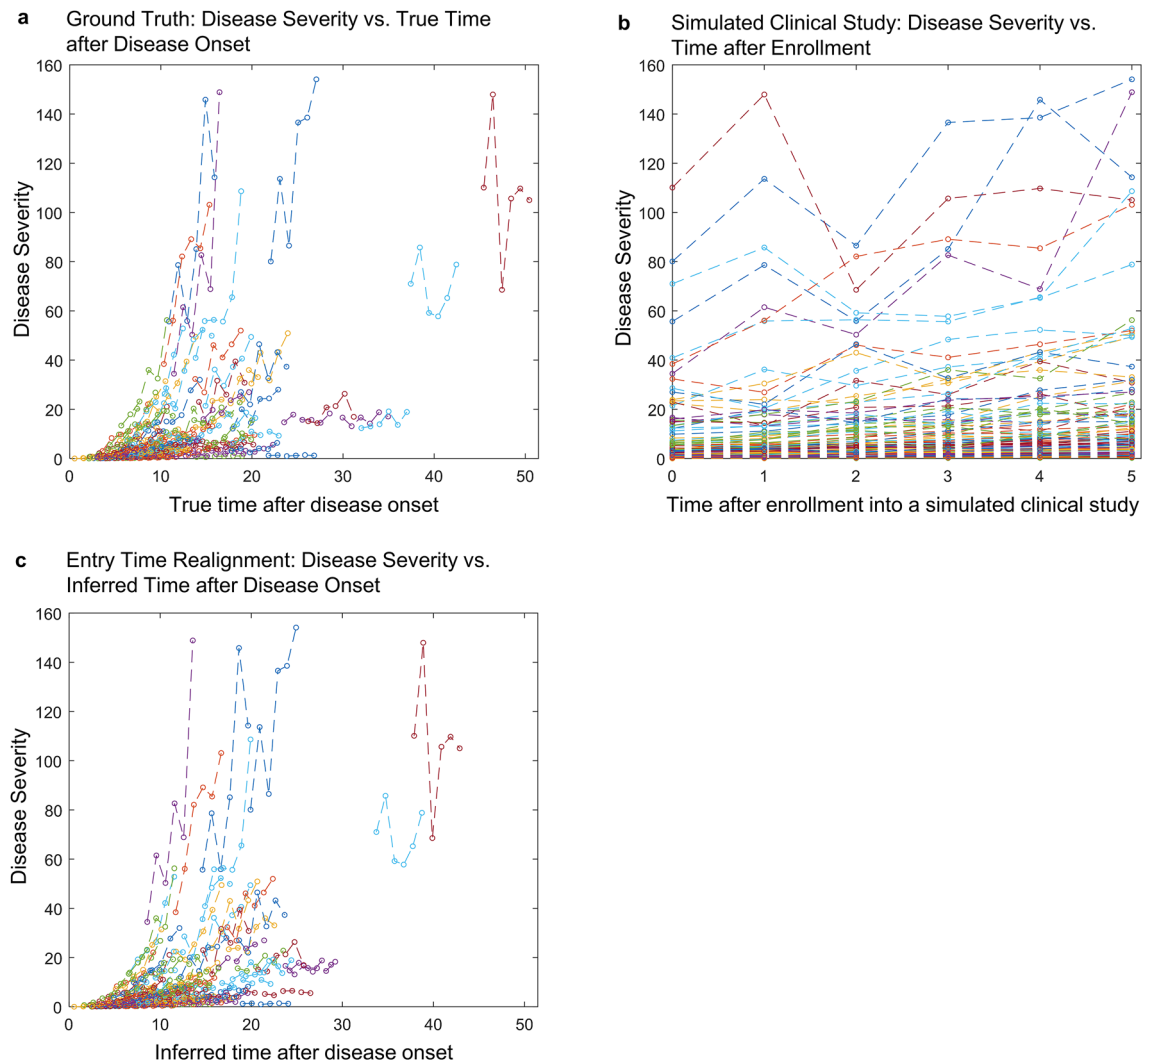 a Ground Truth: Disease Severity vs. True Time
after Disease Onset
160
140
120
100
80
60
40
20
0
Disease Severity
0 10 20 30 40 50
True time after disease onset
b Simulated Clinical Study: Disease Severity vs.
Time after Enrollment
160
140
120
100
80
60
40
20
0
Disease Severity
0 1 2 3 4 5
Time after enrollment into a simulated clinical study
c Entry Time Realignment: Disease Severity vs.
Inferred Time after Disease Onset
160
140
120
100
80
60
40
20
0
Disease Severity
0 10 20 30 40 50
Inferred time after disease onset